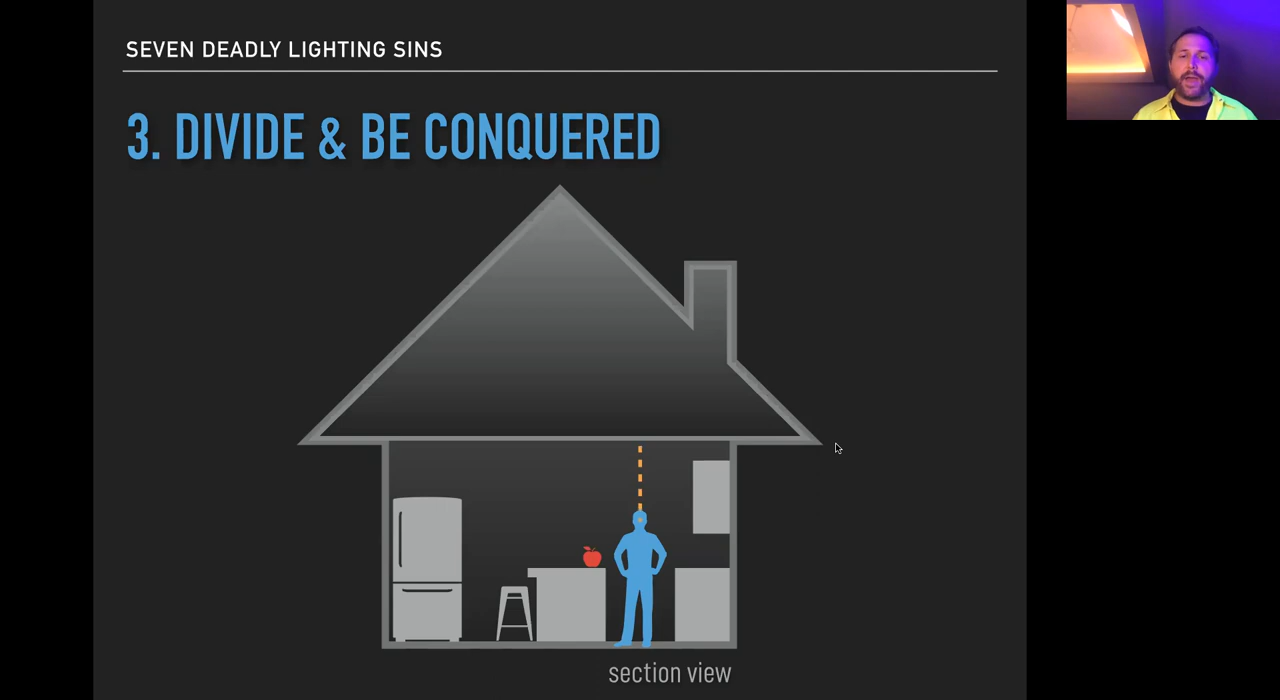 SEVEN DEADLY LIGHTING SINS
3. DIVIDE & BE CONQUERED
section view